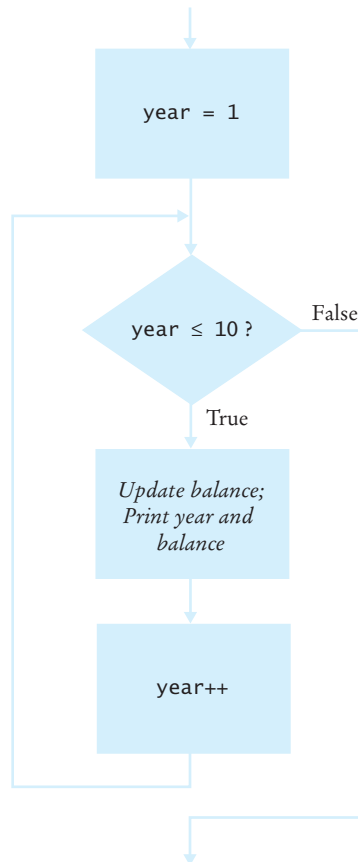 year = 1
year ≤ 10 ?
False
True
Update balance;
Print year and
balance
year++